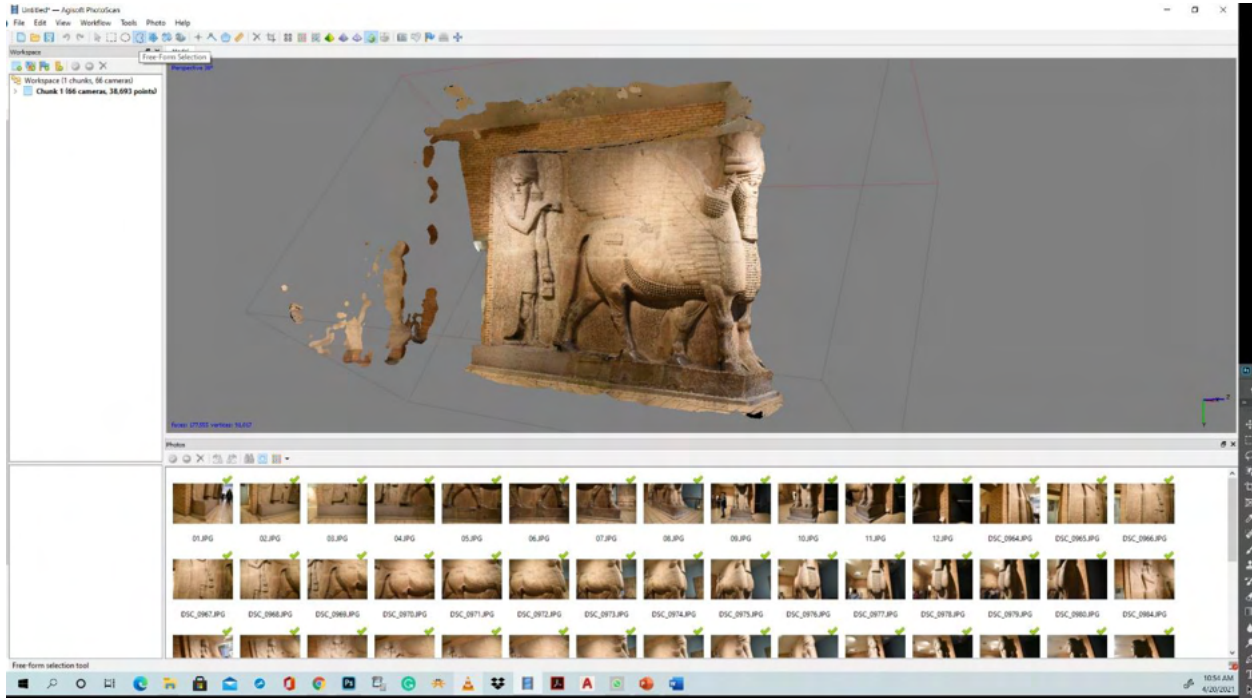 Untitled* — Agisoft PhotoScan
File Edit View Workflow Tools Photo Help
Workspace
Model
Free-Form Selection
Workspace (1 chunks, 66 cameras)
Chunk 1 (66 cameras, 38,693 points)
Perspective 30°
Photos
01.JPG 02.JPG 03.JPG 04.JPG 05.JPG 06.JPG 07.JPG 08.JPG 09.JPG 10.JPG 11.JPG 12.JPG DSC_0964.JPG DSC_0965.JPG DSC_0966.JPG
DSC_0967.JPG DSC_0968.JPG DSC_0969.JPG DSC_0970.JPG DSC_0971.JPG DSC_0972.JPG DSC_0973.JPG DSC_0974.JPG DSC_0975.JPG DSC_0976.JPG DSC_0977.JPG DSC_0978.JPG DSC_0979.JPG DSC_0980.JPG DSC_0984.JPG
Free-form selection tool
10:54 AM
4/20/2021